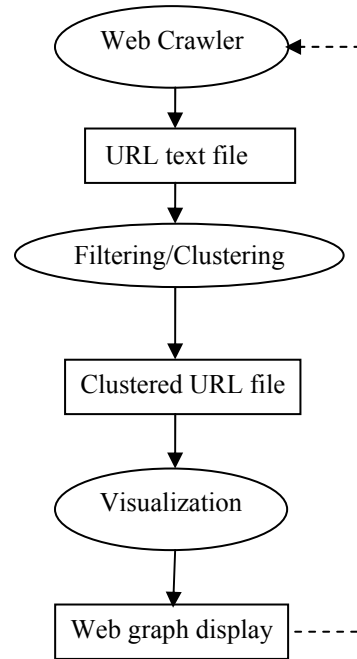 Web Crawler
URL text file
Filtering/Clustering
Clustered URL file
Visualization
Web graph display